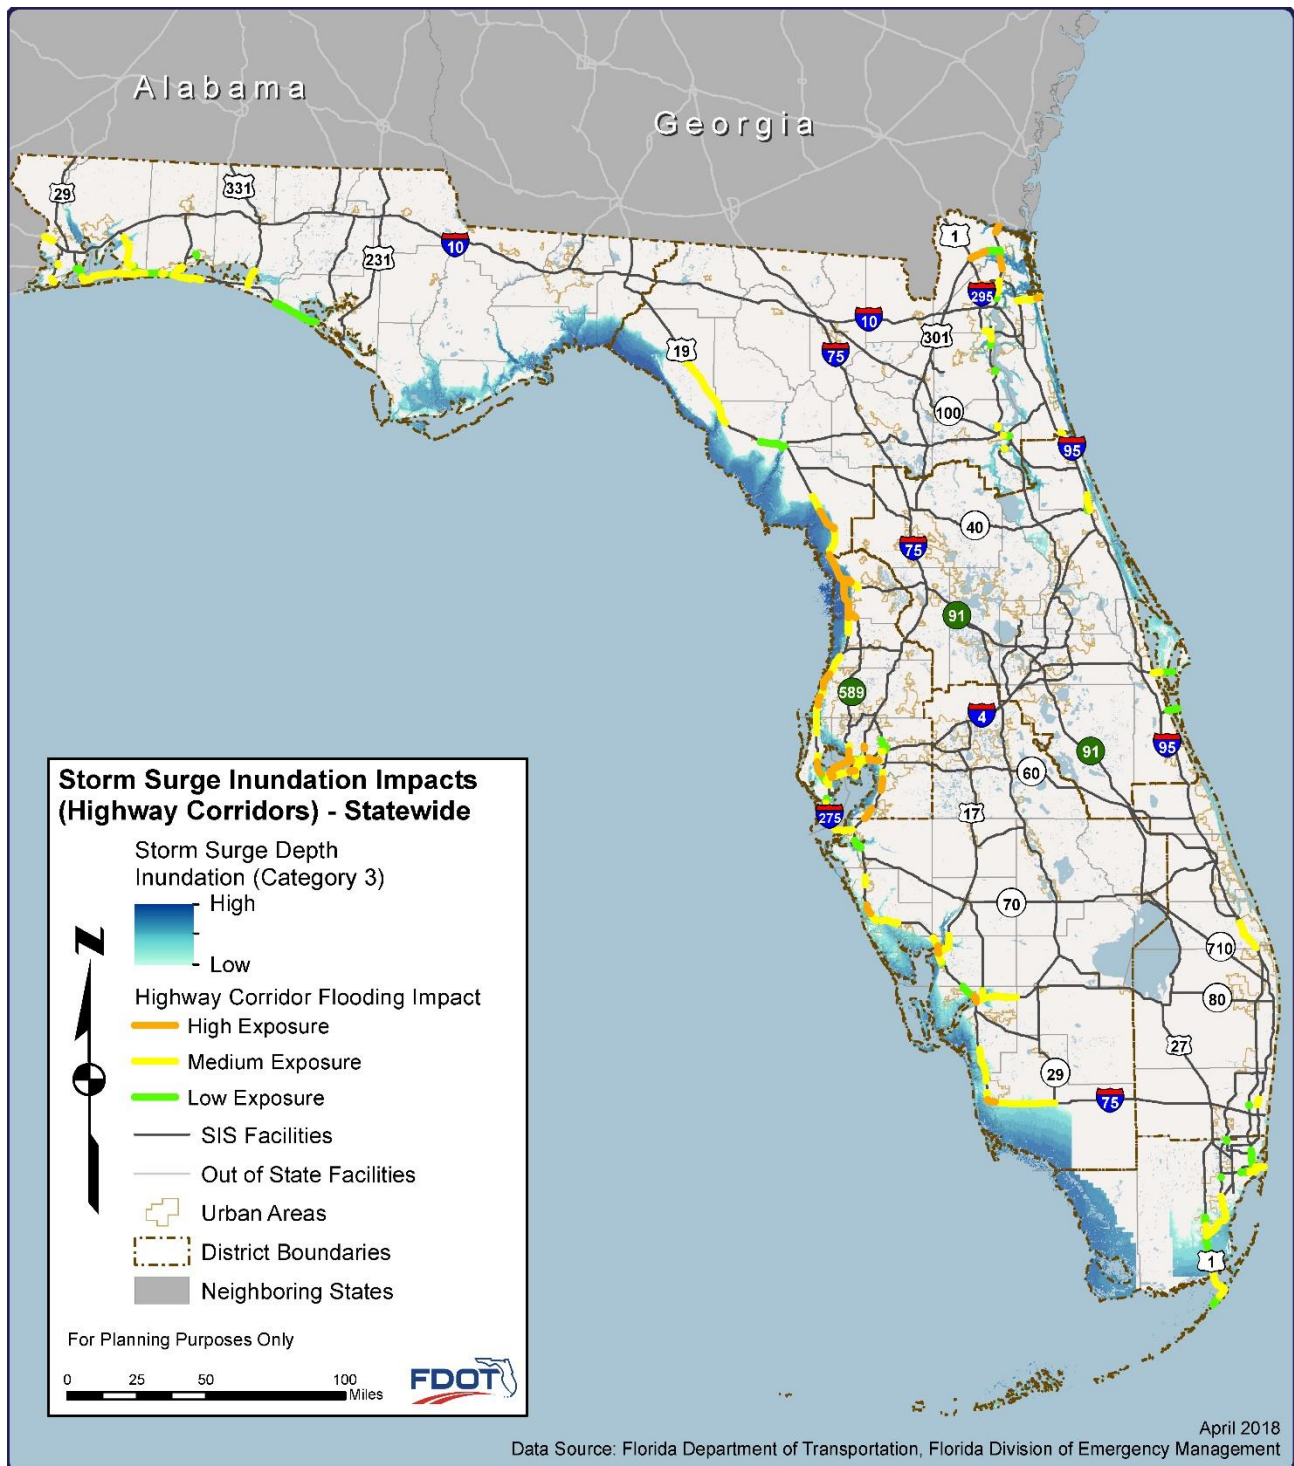 Alabama
Georgia
29
331
231
10
1
295
10
301
19
75
100
95
40
75
91
589
4
91
95
60
275
17
70
710
80
27
29
75
1
Storm Surge Inundation Impacts
(Highway Corridors) - Statewide
Storm Surge Depth
Inundation (Category 3)
High
Low
N
Highway Corridor Flooding Impact
High Exposure
Medium Exposure
Low Exposure
SIS Facilities
Out of State Facilities
Urban Areas
District Boundaries
Neighboring States
For Planning Purposes Only
0 25 50 100
Miles
FDOT
April 2018
Data Source: Florida Department of Transportation, Florida Division of Emergency Management